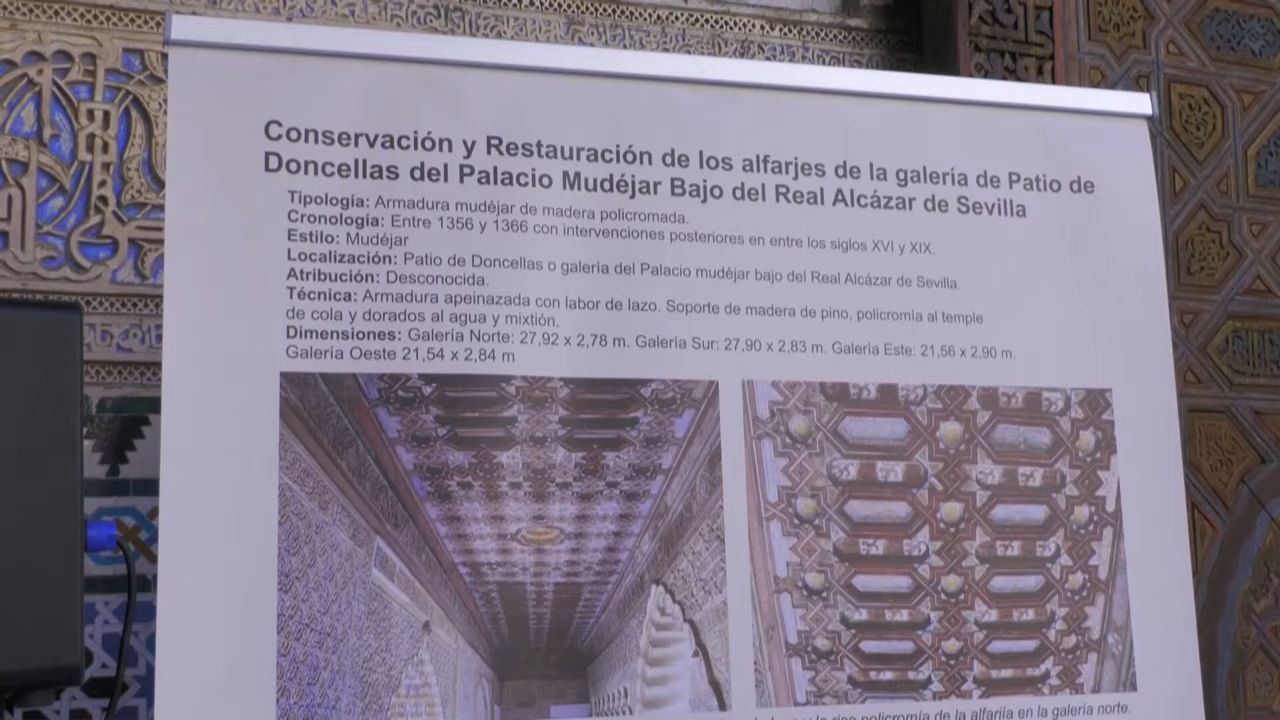 Conservación y Restauración de los alfarjes de la galería de Patio de
Doncellas del Palacio Mudéjar Bajo del Real Alcázar de Sevilla
Tipología: Armadura mudéjar de madera policromada.
Cronología: Entre 1356 y 1366 con intervenciones posteriores en entre los siglos XVI y XIX.
Estilo: Mudéjar
Localización: Patio de Doncellas o galería del Palacio mudéjar bajo del Real Alcázar de Sevilla.
Atribución: Desconocida.
Técnica: Armadura apeinazada con labor de lazo. Soporte de madera de pino, policromia al temple
de cola y dorados al agua y mixtión.
Dimensiones: Galería Norte: 27,92 x 2,78 m. Galería Sur: 27,90 x 2,83 m. Galería Este: 21,56 x 2,90 m.
Galería Oeste 21,54 x 2,84 m
policromía de la alfarjia en la galería norte.